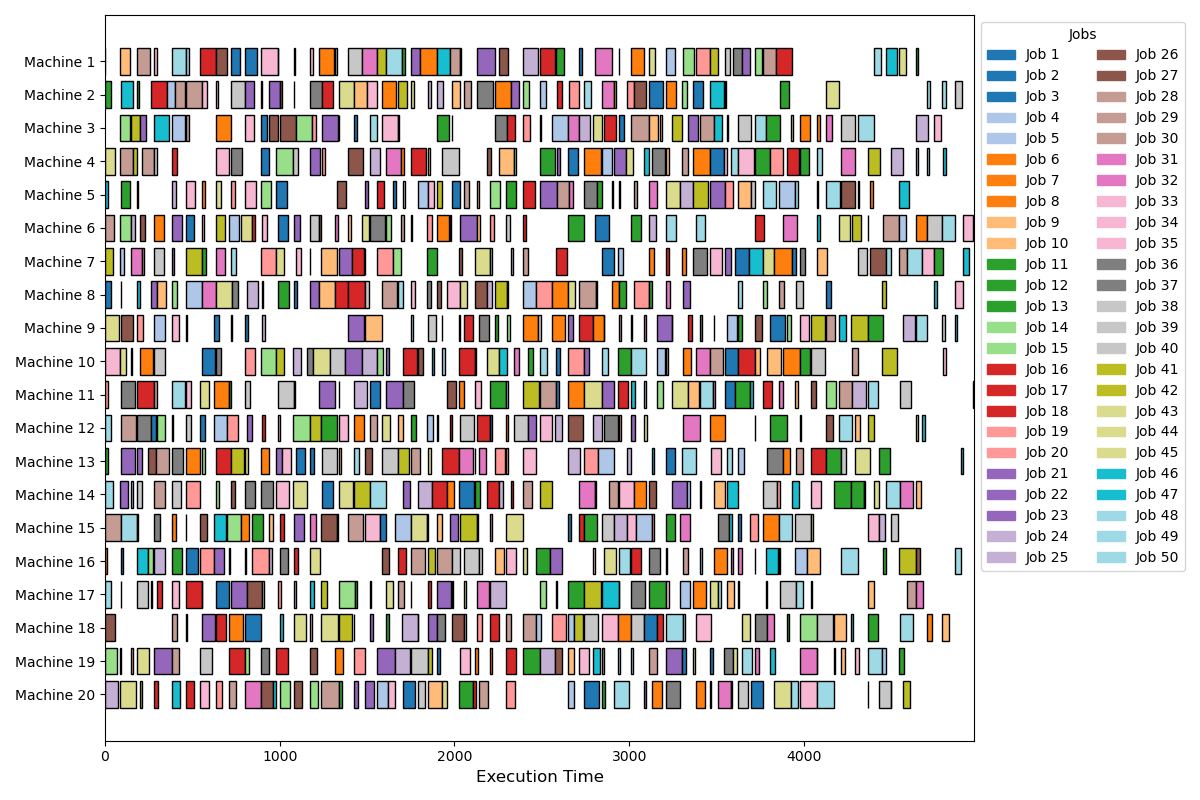 Machine 1
Machine 2
Machine 3
Machine 4
Machine 5
Machine 6
Machine 7
Machine 8
Machine 9
Machine 10
Machine 11
Machine 12
Machine 13
Machine 14
Machine 15
Machine 16
Machine 17
Machine 18
Machine 19
Machine 20
0 1000 2000 3000 4000
Execution Time
Jobs
Job 1 Job 26
Job 2 Job 27
Job 3 Job 28
Job 4 Job 29
Job 5 Job 30
Job 6 Job 31
Job 7 Job 32
Job 8 Job 33
Job 9 Job 34
Job 10 Job 35
Job 11 Job 36
Job 12 Job 37
Job 13 Job 38
Job 14 Job 39
Job 15 Job 40
Job 16 Job 41
Job 17 Job 42
Job 18 Job 43
Job 19 Job 44
Job 20 Job 45
Job 21 Job 46
Job 22 Job 47
Job 23 Job 48
Job 24 Job 49
Job 25 Job 50